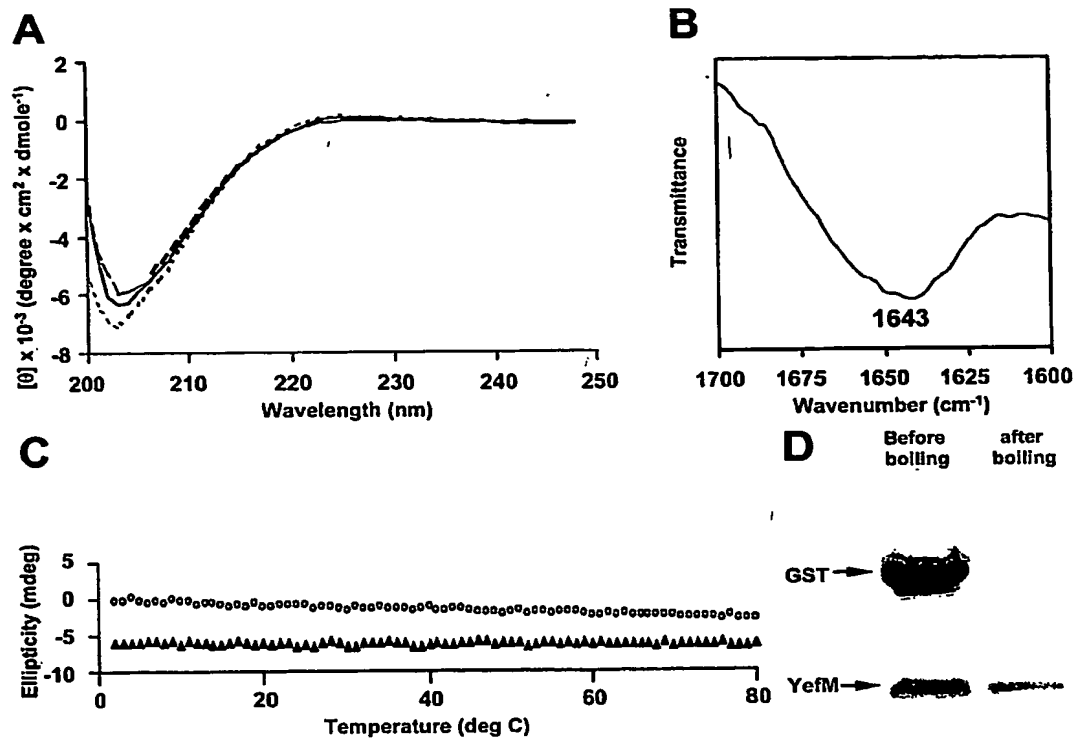 A
[θ] x 10⁻³ (degree x cm² x dmole⁻¹)
2
0
-2
-4
-6
-8
200 210 220 230 240 250
Wavelength (nm)
B
Transmittance
1643
1700 1675 1650 1625 1600
Wavenumber (cm⁻¹)
C
Ellipticity (mdeg)
5
0
-5
-10
0 20 40 60 80
Temperature (deg C)
D
Before boiling
after boiling
GST
YefM